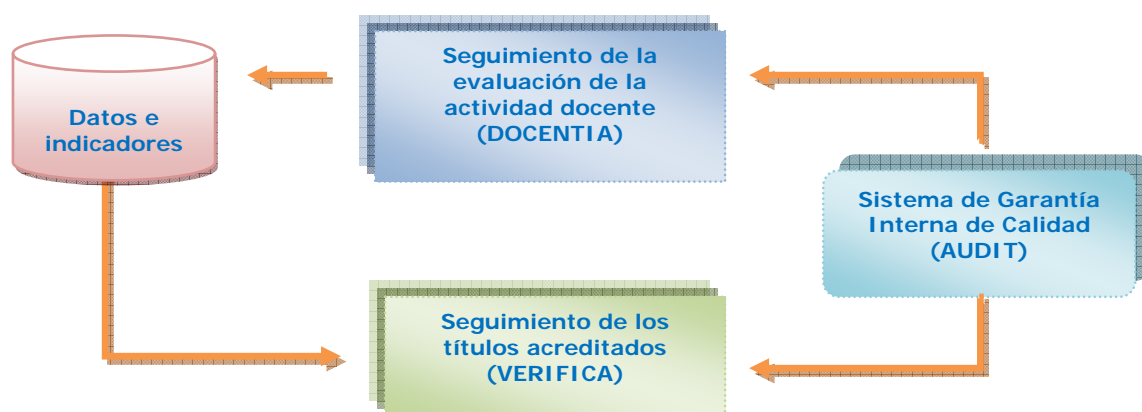 Seguimiento de la
evaluación de la
actividad docente
(DOCENTIA)
Datos e
indicadores
Sistema de Garantía
Interna de Calidad
(AUDIT)
Seguimiento de los
títulos acreditados
(VERIFICA)